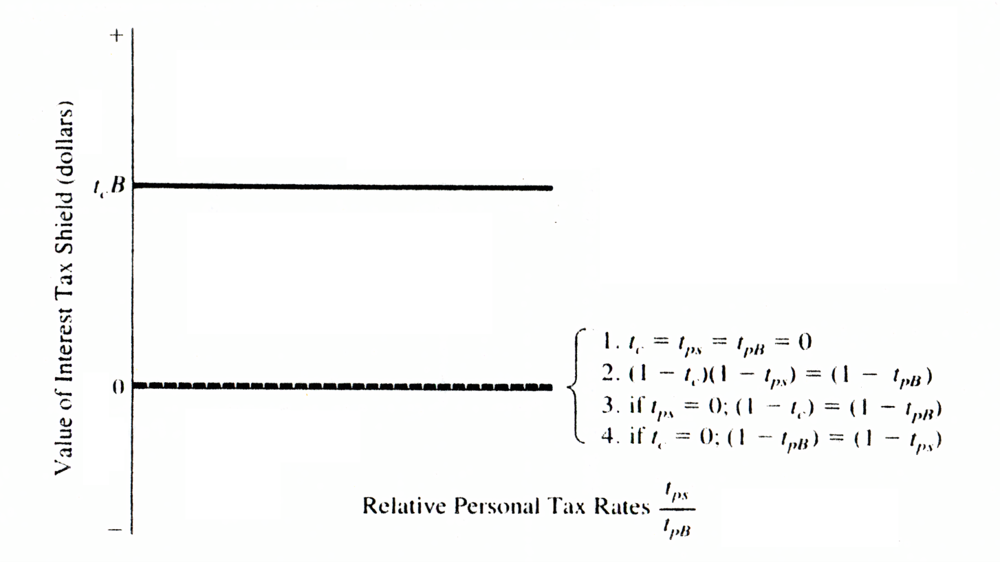 +
Value of Interest Tax Shield (dollars)
t_c B
0
1. t_c = t_ps = t_pB = 0
2. (1 − t_c)(1 − t_ps) = (1 − t_pB)
3. if t_ps = 0; (1 − t_c) = (1 − t_pB)
4. if t_c = 0; (1 − t_pB) = (1 − t_ps)
Relative Personal Tax Rates t_ps / t_pB
−